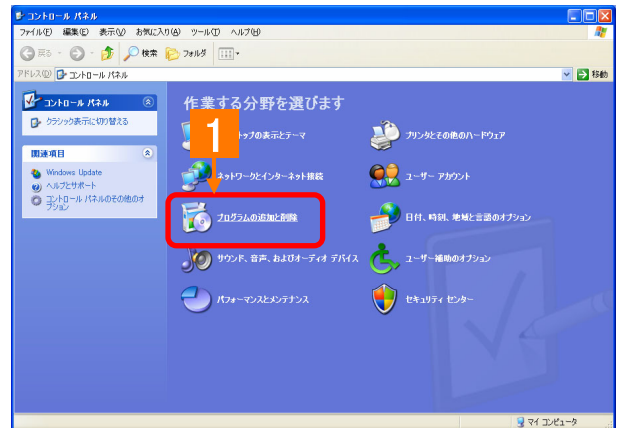 コントロール パネル
ファイル(F) 編集(E) 表示(V) お気に入り(A) ツール(T) ヘルプ(H)
戻る 検索 フォルダ
アドレス(D) コントロール パネル 移動
コントロール パネル
クラシック表示に切り替える
関連項目
Windows Update
ヘルプとサポート
コントロール パネルのその他のオ
プション
作業する分野を選びます
1
トップの表示とテーマ
プリンタとその他のハードウェア
ネットワークとインターネット接続
ユーザー アカウント
プログラムの追加と削除
日付、時刻、地域と言語のオプション
サウンド、音声、およびオーディオ デバイス
ユーザー補助のオプション
パフォーマンスとメンテナンス
セキュリティ センター
マイ コンピュータ